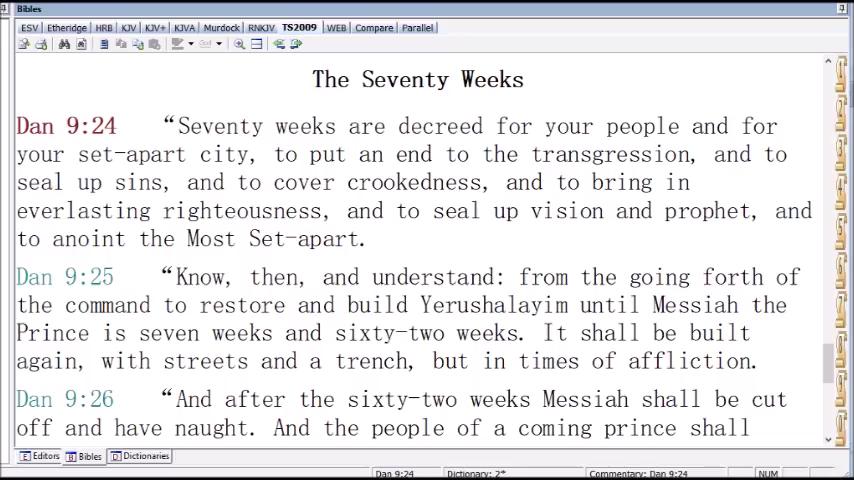 Bibles
ESV Etheridge HRB KJV KJV+ KJVA Murdock RNKJV TS2009 WEB Compare Parallel
The Seventy Weeks
Dan 9:24 “Seventy weeks are decreed for your people and for
your set-apart city, to put an end to the transgression, and to
seal up sins, and to cover crookedness, and to bring in
everlasting righteousness, and to seal up vision and prophet, and
to anoint the Most Set-apart.
Dan 9:25 “Know, then, and understand: from the going forth of
the command to restore and build Yerushalayim until Messiah the
Prince is seven weeks and sixty-two weeks. It shall be built
again, with streets and a trench, but in times of affliction.
Dan 9:26 “And after the sixty-two weeks Messiah shall be cut
off and have naught. And the people of a coming prince shall
E Editors B Bibles D Dictionaries
Dan 9:24 Dictionary: 2* Commentary: Dan 9:24 NUM